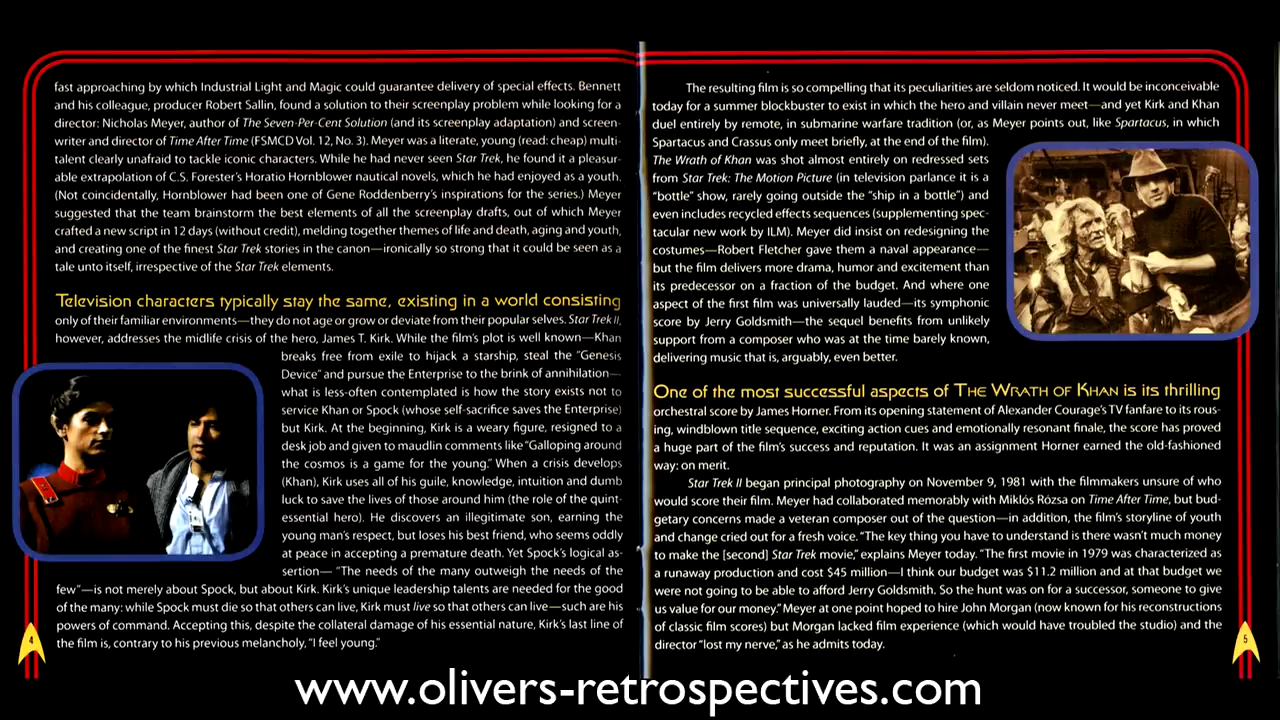 fast approaching by which Industrial Light and Magic could guarantee delivery of special effects. Bennett
and his colleague, producer Robert Sallin, found a solution to their screenplay problem while looking for a
director: Nicholas Meyer, author of The Seven-Per-Cent Solution (and its screenplay adaptation) and screen-
writer and director of Time After Time (FSMCD Vol. 12, No. 3). Meyer was a literate, young (read: cheap) multi-
talent clearly unafraid to tackle iconic characters. While he had never seen Star Trek, he found it a pleasur-
able extrapolation of C.S. Forester's Horatio Hornblower nautical novels, which he had enjoyed as a youth.
(Not coincidentally, Hornblower had been one of Gene Roddenberry's inspirations for the series.) Meyer
suggested that the team brainstorm the best elements of all the screenplay drafts, out of which Meyer
crafted a new script in 12 days (without credit), melding together themes of life and death, aging and youth,
and creating one of the finest Star Trek stories in the canon—ironically so strong that it could be seen as a
tale unto itself, irrespective of the Star Trek elements.
Television characters typically stay the same, existing in a world consisting
only of their familiar environments—they do not age or grow or deviate from their popular selves. Star Trek II,
however, addresses the midlife crisis of the hero, James T. Kirk. While the film's plot is well known—Khan
breaks free from exile to hijack a starship, steal the "Genesis
Device" and pursue the Enterprise to the brink of annihilation—
what is less-often contemplated is how the story exists not to
service Khan or Spock (whose self-sacrifice saves the Enterprise)
but Kirk. At the beginning, Kirk is a weary figure, resigned to a
desk job and given to maudlin comments like "Galloping around
the cosmos is a game for the young." When a crisis develops
(Khan), Kirk uses all of his guile, knowledge, intuition and dumb
luck to save the lives of those around him (the role of the quint-
essential hero). He discovers an illegitimate son, earning the
young man's respect, but loses his best friend, who seems oddly
at peace in accepting a premature death. Yet Spock's logical as-
sertion— "The needs of the many outweigh the needs of the
few"—is not merely about Spock, but about Kirk. Kirk's unique leadership talents are needed for the good
of the many: while Spock must die so that others can live, Kirk must live so that others can live—such are his
powers of command. Accepting this, despite the collateral damage of his essential nature, Kirk's last line of
the film is, contrary to his previous melancholy, "I feel young."
4
The resulting film is so compelling that its peculiarities are seldom noticed. It would be inconceivable
today for a summer blockbuster to exist in which the hero and villain never meet—and yet Kirk and Khan
duel entirely by remote, in submarine warfare tradition (or, as Meyer points out, like Spartacus, in which
Spartacus and Crassus only meet briefly, at the end of the film).
The Wrath of Khan was shot almost entirely on redressed sets
from Star Trek: The Motion Picture (in television parlance it is a
"bottle" show, rarely going outside the "ship in a bottle") and
even includes recycled effects sequences (supplementing spec-
tacular new work by ILM). Meyer did insist on redesigning the
costumes—Robert Fletcher gave them a naval appearance—
but the film delivers more drama, humor and excitement than
its predecessor on a fraction of the budget. And where one
aspect of the first film was universally lauded—its symphonic
score by Jerry Goldsmith—the sequel benefits from unlikely
support from a composer who was at the time barely known,
delivering music that is, arguably, even better.
One of the most successful aspects of The Wrath of Khan is its thrilling
orchestral score by James Horner. From its opening statement of Alexander Courage's TV fanfare to its rous-
ing, windblown title sequence, exciting action cues and emotionally resonant finale, the score has proved
a huge part of the film's success and reputation. It was an assignment Horner earned the old-fashioned
way: on merit.
Star Trek II began principal photography on November 9, 1981 with the filmmakers unsure of who
would score their film. Meyer had collaborated memorably with Miklós Rózsa on Time After Time, but bud-
getary concerns made a veteran composer out of the question—in addition, the film's storyline of youth
and change cried out for a fresh voice. "The key thing you have to understand is there wasn't much money
to make the [second] Star Trek movie," explains Meyer today. "The first movie in 1979 was characterized as
a runaway production and cost $45 million—I think our budget was $11.2 million and at that budget we
were not going to be able to afford Jerry Goldsmith. So the hunt was on for a successor, someone to give
us value for our money." Meyer at one point hoped to hire John Morgan (now known for his reconstructions
of classic film scores) but Morgan lacked film experience (which would have troubled the studio) and the
director "lost my nerve," as he admits today.
5
www.olivers-retrospectives.com